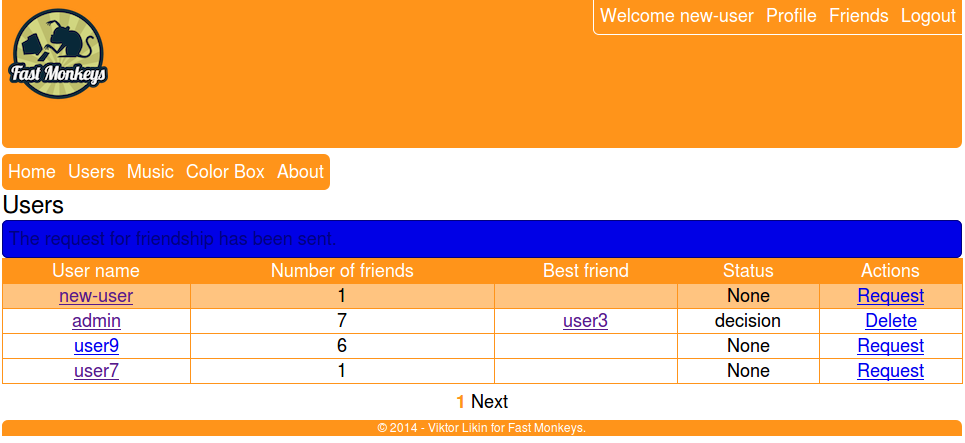 Welcome new-user Profile Friends Logout
Fast Monkeys
Home Users Music Color Box About
Users
The request for friendship has been sent.
User name Number of friends Best friend Status Actions
new-user 1 None Request
admin 7 user3 decision Delete
user9 6 None Request
user7 1 None Request
1 Next
© 2014 - Viktor Likin for Fast Monkeys.